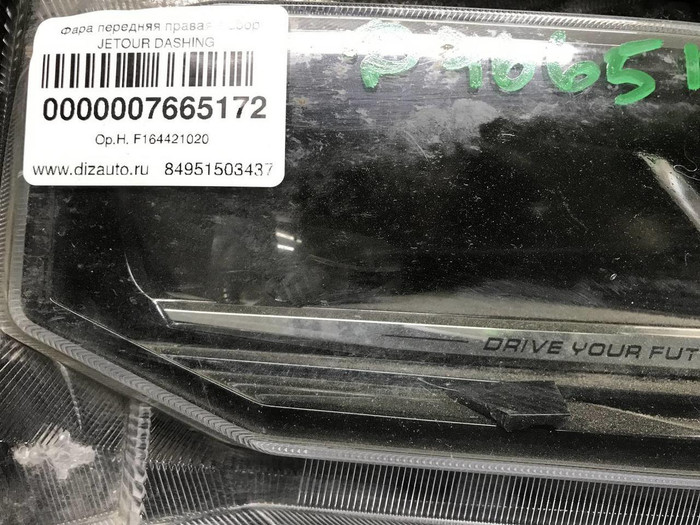 Фара передняя правая
JETOUR DASHING
0000007665172
Ор.Н. F164421020
www.dizauto.ru 84951503437
DRIVE YOUR FUT